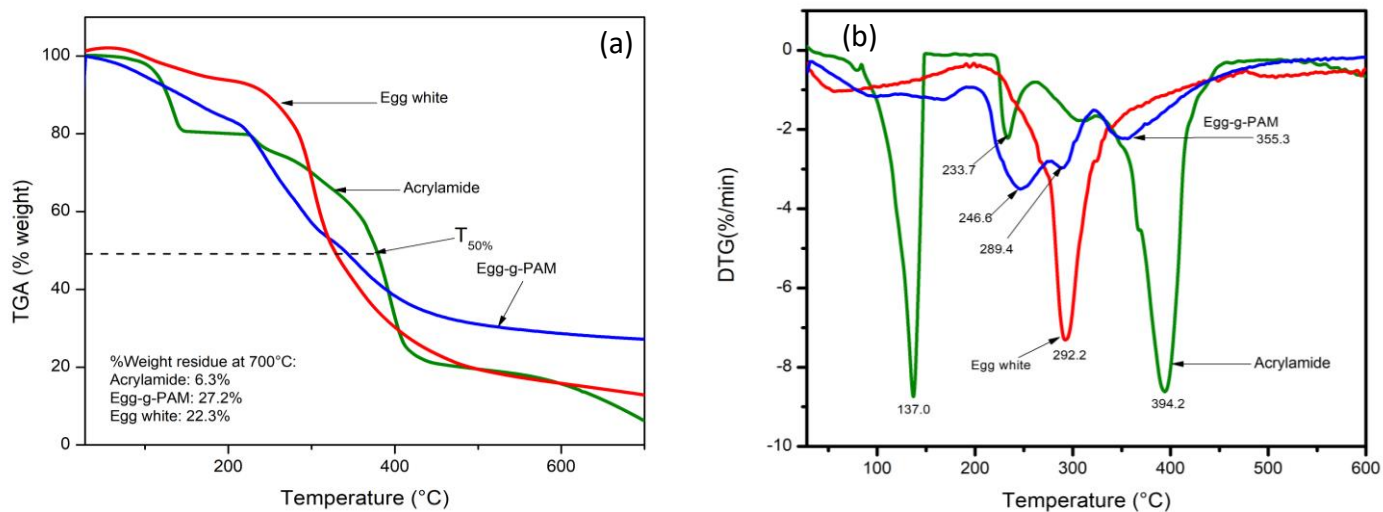 (a)
100
80
60
40
20
0
TGA (% weight)
Egg white
Acrylamide
T50%
Egg-g-PAM
%Weight residue at 700°C:
Acrylamide: 6.3%
Egg-g-PAM: 27.2%
Egg white: 22.3%
200
400
600
Temperature (°C)
(b)
0
-2
-4
-6
-8
-10
DTG(%/min)
Egg-g-PAM
355.3
233.7
246.6
289.4
Egg white
292.2
Acrylamide
137.0
394.2
100
200
300
400
500
600
Temperature (°C)